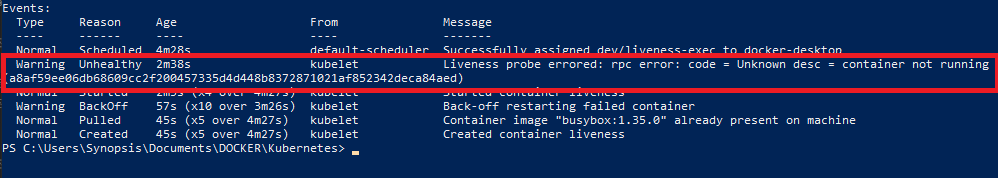 Events:
Type Reason Age From Message
---- ------ ---- ---- -------
Normal Scheduled 4m28s default-scheduler Successfully assigned dev/liveness-exec to docker-desktop
Warning Unhealthy 2m38s kubelet Liveness probe errored: rpc error: code = Unknown desc = container not running
(a8af59ee06db68609cc2f200457335d4d448b8372871021af852342deca84aed)
Normal Started 2m3s (x4 over 4m27s) kubelet Started container liveness
Warning BackOff 57s (x10 over 3m26s) kubelet Back-off restarting failed container
Normal Pulled 45s (x5 over 4m27s) kubelet Container image "busybox:1.35.0" already present on machine
Normal Created 45s (x5 over 4m27s) kubelet Created container liveness
PS C:\Users\Synopsis\Documents\DOCKER\Kubernetes>